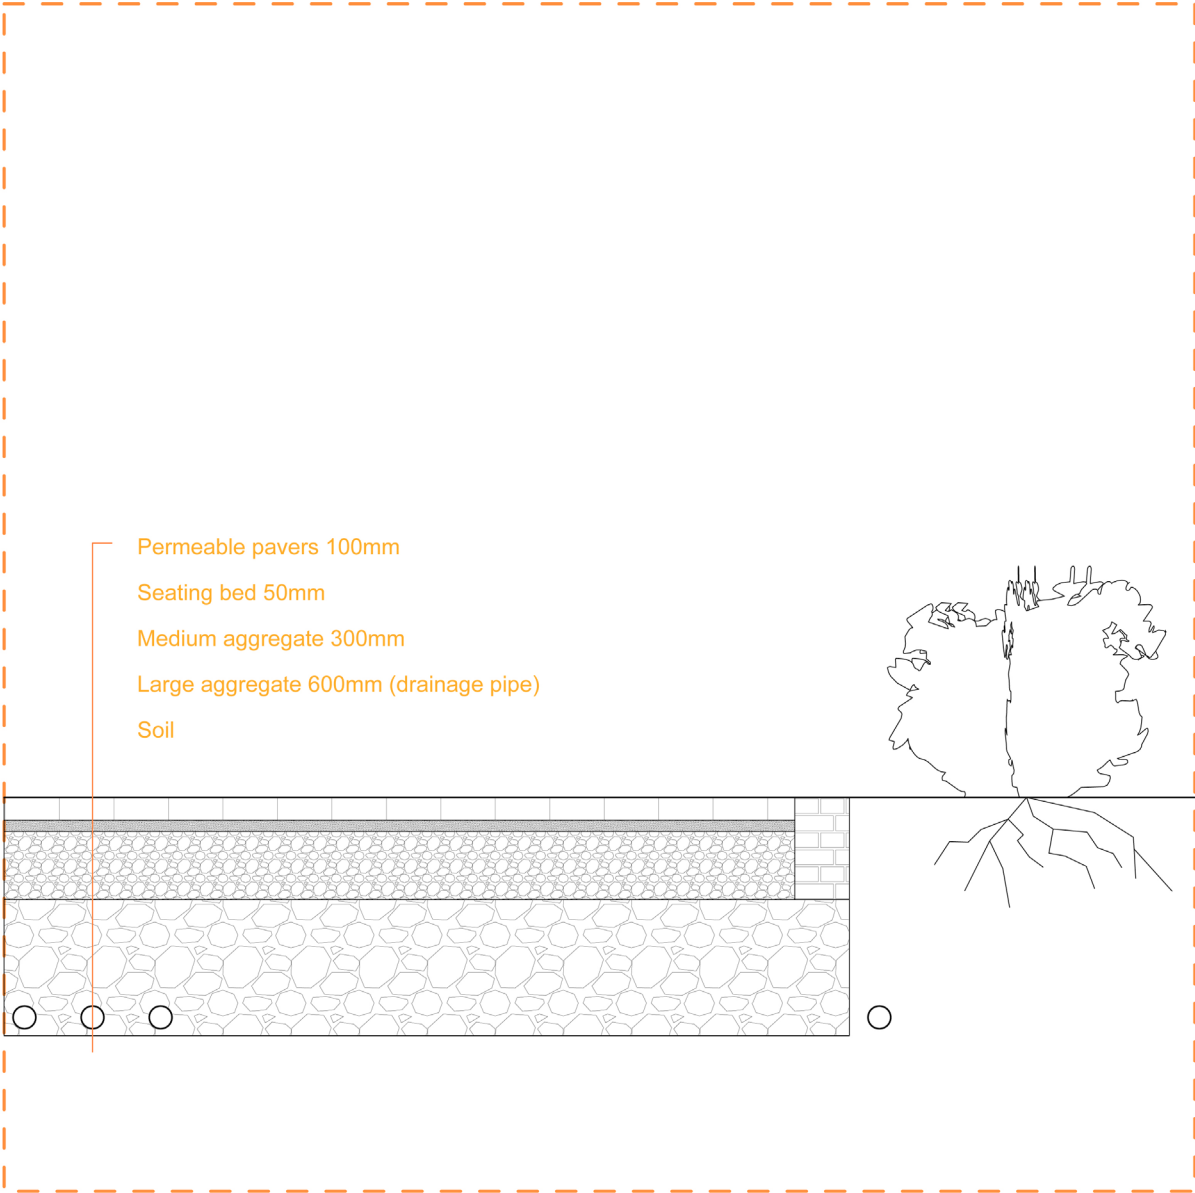 Permeable pavers 100mm
Seating bed 50mm
Medium aggregate 300mm
Large aggregate 600mm (drainage pipe)
Soil